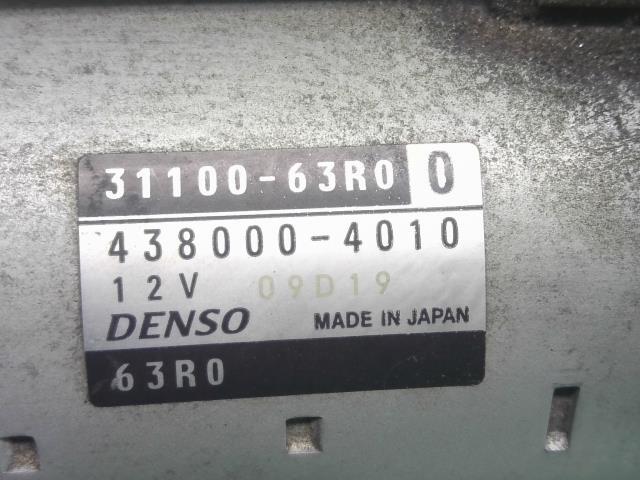 31100-63R0 0
438000-4010
12V 09D19
DENSO MADE IN JAPAN
63R0